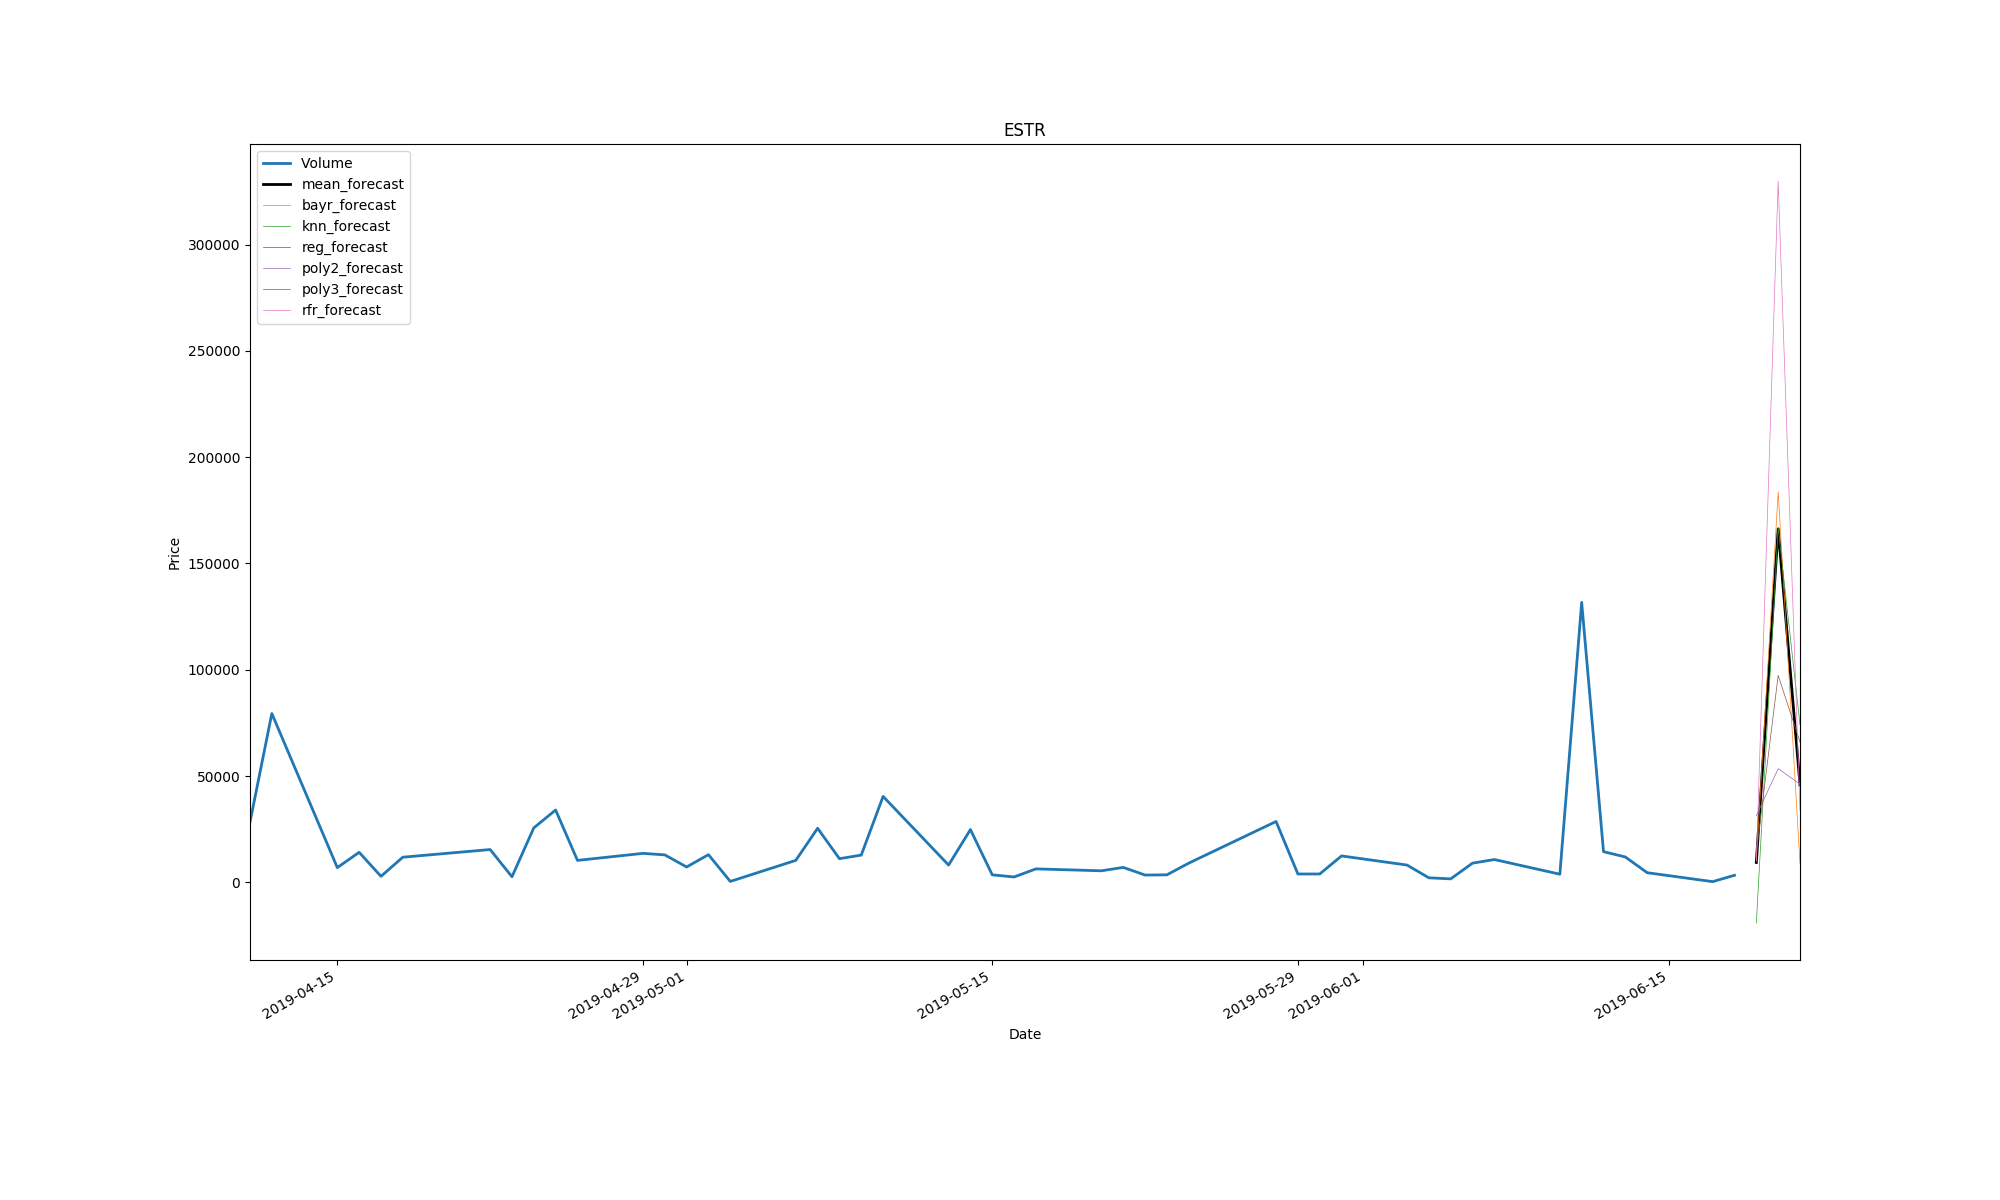 ESTR
Volume
mean_forecast
bayr_forecast
knn_forecast
reg_forecast
poly2_forecast
poly3_forecast
rfr_forecast
300000
250000
200000
150000
100000
50000
0
Price
2019-04-15
2019-04-29
2019-05-01
2019-05-15
2019-05-29
2019-06-01
2019-06-15
Date